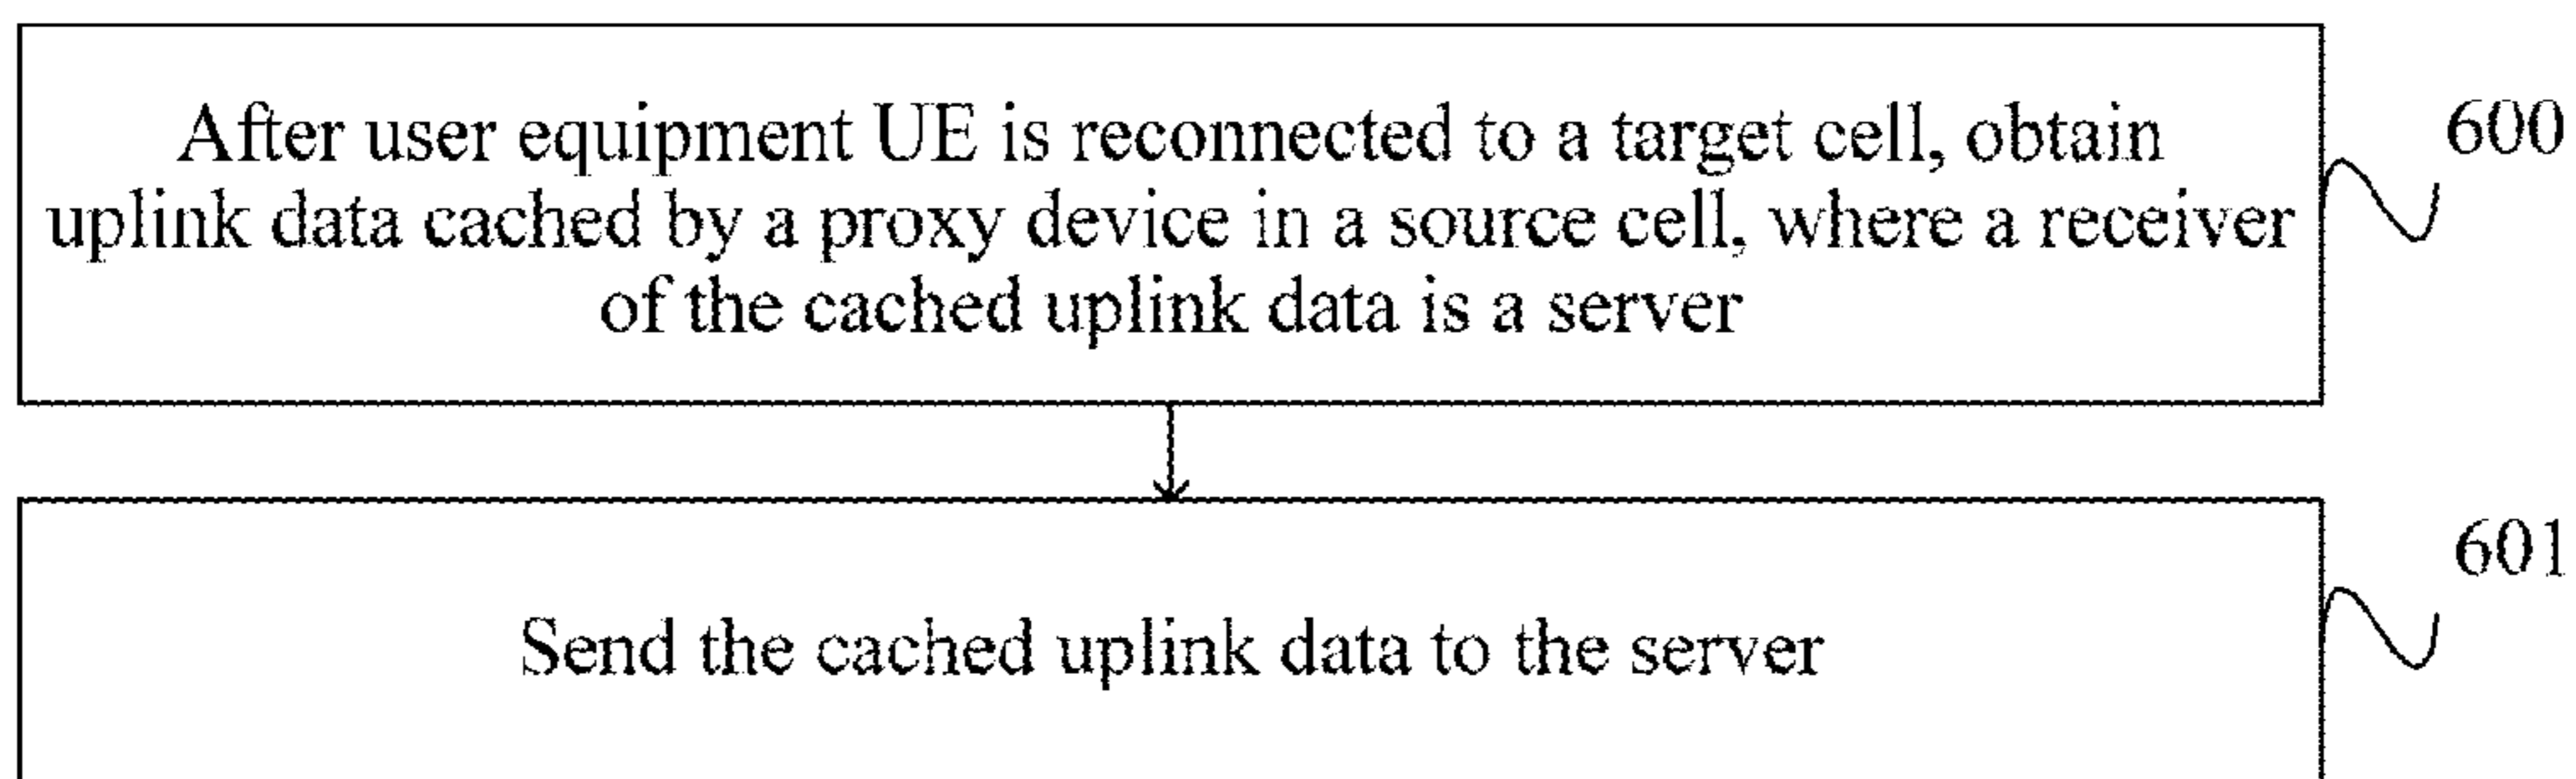 After user equipment UE is reconnected to a target cell, obtain
uplink data cached by a proxy device in a source cell, where a receiver
of the cached uplink data is a server
600
Send the cached uplink data to the server
601